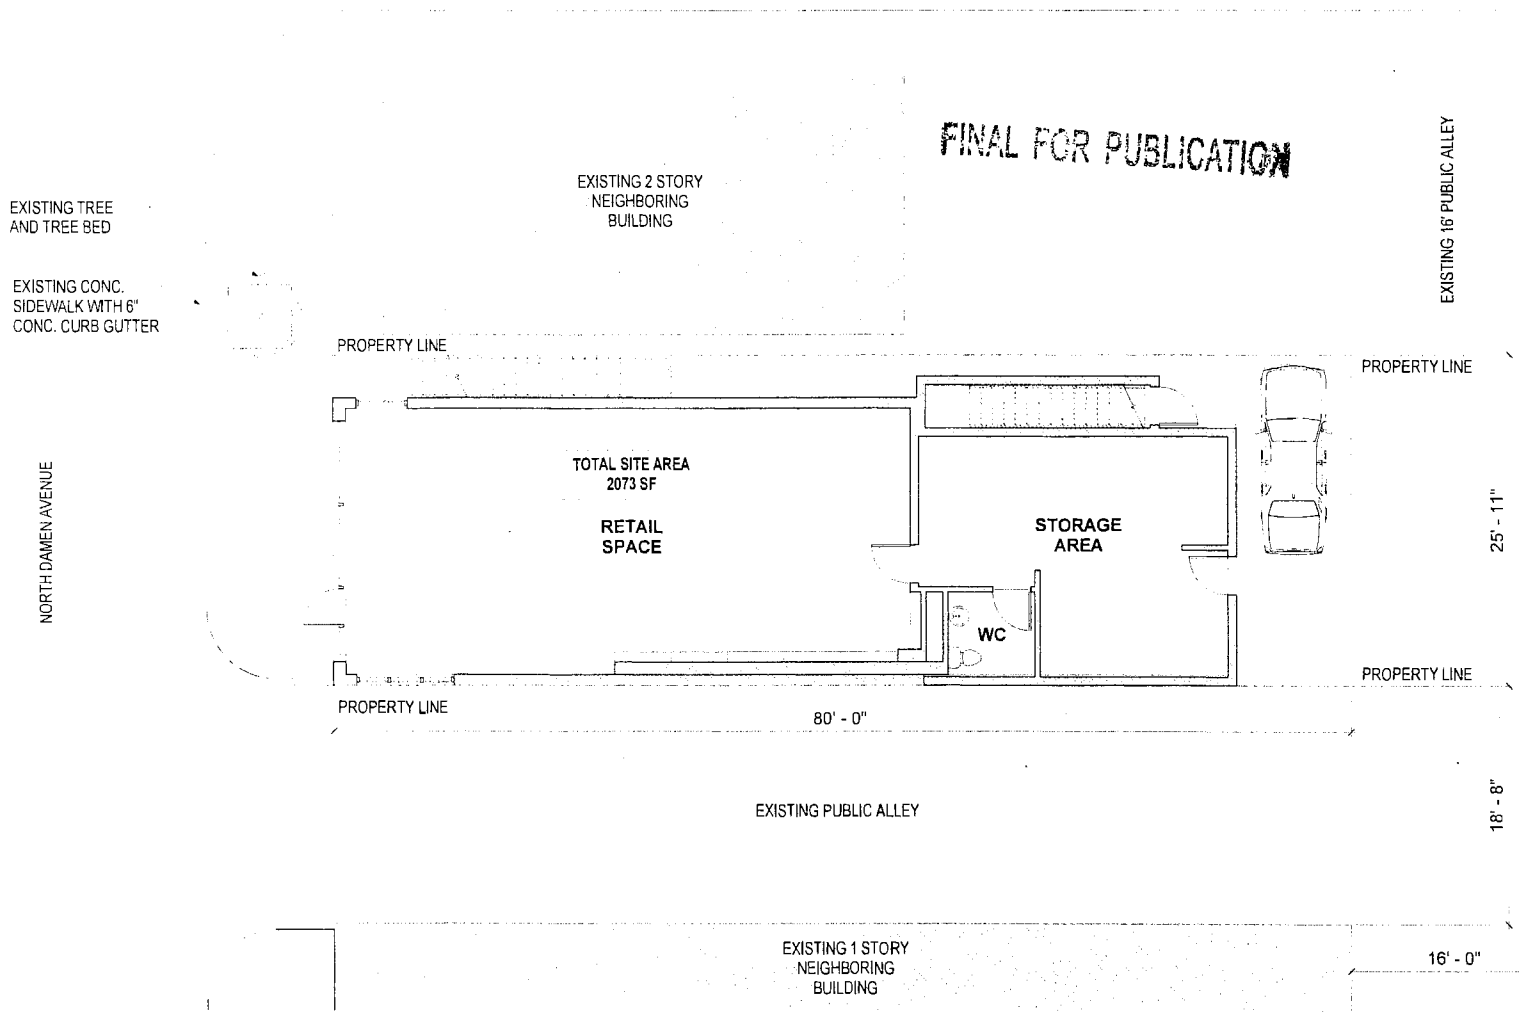 FINAL FOR PUBLICATION
EXISTING 16' PUBLIC ALLEY
EXISTING 2 STORY
NEIGHBORING
BUILDING
EXISTING TREE
AND TREE BED
EXISTING CONC.
SIDEWALK WITH 6"
CONC. CURB GUTTER
PROPERTY LINE
PROPERTY LINE
NORTH DAMEN AVENUE
TOTAL SITE AREA
2073 SF
RETAIL
SPACE
STORAGE
AREA
25' - 11"
WC
PROPERTY LINE
PROPERTY LINE
80' - 0"
EXISTING PUBLIC ALLEY
18' - 8"
EXISTING 1 STORY
NEIGHBORING
BUILDING
16' - 0"